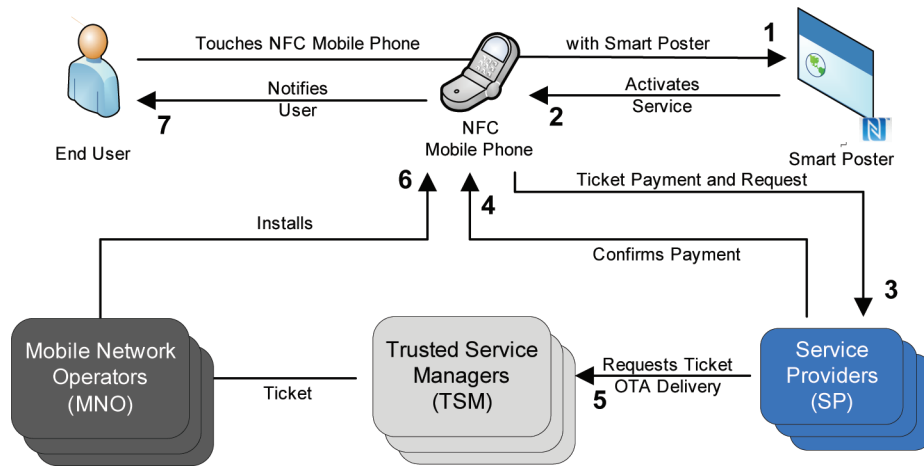 Touches NFC Mobile Phone
with Smart Poster
1
Notifies
User
7
Activates
Service
2
End User
NFC
Mobile Phone
N
~
Smart Poster
6
4
Ticket Payment and Request
Installs
Confirms Payment
3
Mobile Network
Operators
(MNO)
Ticket
Trusted Service
Managers
(TSM)
Requests Ticket
OTA Delivery
5
Service
Providers
(SP)